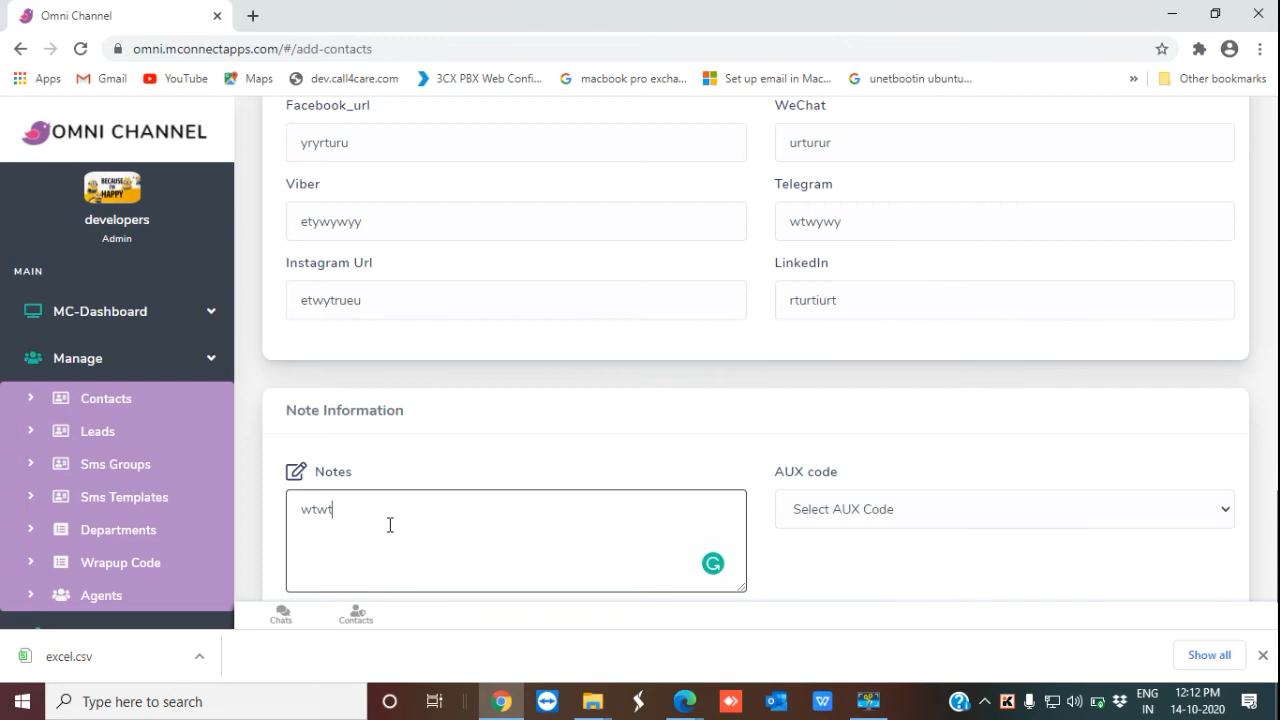 Omni Channel
omni.mconnectapps.com/#/add-contacts
Apps
Gmail
YouTube
Maps
dev.call4care.com
3CX PBX Web Confi...
macbook pro excha...
Set up email in Mac...
unetbootin ubuntu...
»
Other bookmarks
OMNI CHANNEL
BECAUSE
I'M
HAPPY
developers
Admin
MAIN
MC-Dashboard
Manage
Contacts
Leads
Sms Groups
Sms Templates
Departments
Wrapup Code
Agents
Facebook_url
WeChat
yryrturu
urturur
Viber
Telegram
etywywyy
wtwywy
Instagram Url
LinkedIn
etwytrueu
rturtiurt
Note Information
Notes
AUX code
wtwt
Select AUX Code
Chats
Contacts
excel.csv
Show all
Type here to search
ENG
IN
12:12 PM
14-10-2020